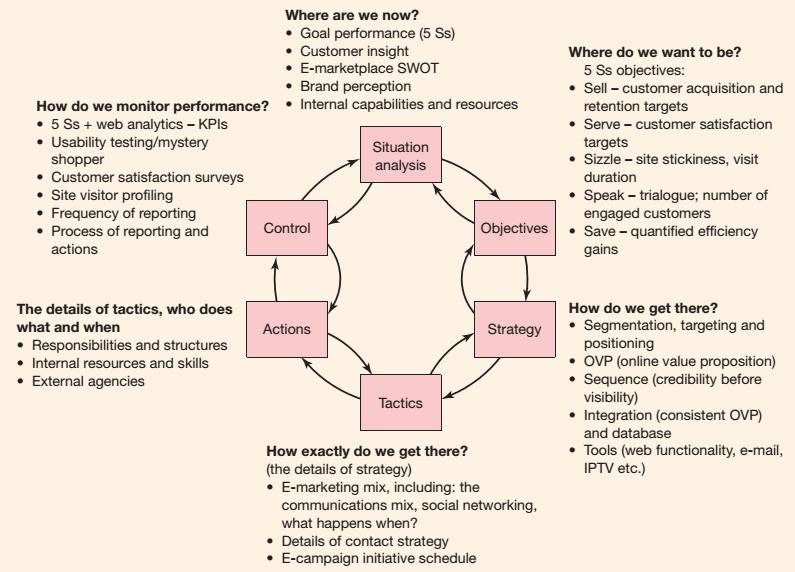 Where are we now?
• Goal performance (5 Ss)
• Customer insight
• E-marketplace SWOT
• Brand perception
• Internal capabilities and resources
Where do we want to be?
5 Ss objectives:
• Sell – customer acquisition and
retention targets
• Serve – customer satisfaction
targets
• Sizzle – site stickiness, visit
duration
• Speak – trialogue; number of
engaged customers
• Save – quantified efficiency
gains
How do we monitor performance?
• 5 Ss + web analytics – KPIs
• Usability testing/mystery
shopper
• Customer satisfaction surveys
• Site visitor profiling
• Frequency of reporting
• Process of reporting and
actions
Situation
analysis
Control
Objectives
Actions
Strategy
Tactics
The details of tactics, who does
what and when
• Responsibilities and structures
• Internal resources and skills
• External agencies
How do we get there?
• Segmentation, targeting and
positioning
• OVP (online value proposition)
• Sequence (credibility before
visibility)
• Integration (consistent OVP)
and database
• Tools (web functionality, e-mail,
IPTV etc.)
How exactly do we get there?
(the details of strategy)
• E-marketing mix, including: the
communications mix, social networking,
what happens when?
• Details of contact strategy
• E-campaign initiative schedule